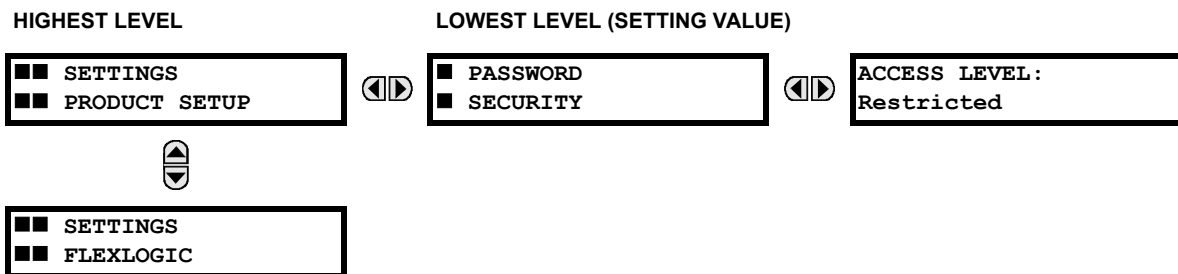 HIGHEST LEVEL
LOWEST LEVEL (SETTING VALUE)
■■ SETTINGS
■■ PRODUCT SETUP
■ PASSWORD
■ SECURITY
ACCESS LEVEL:
Restricted
■■ SETTINGS
■■ FLEXLOGIC